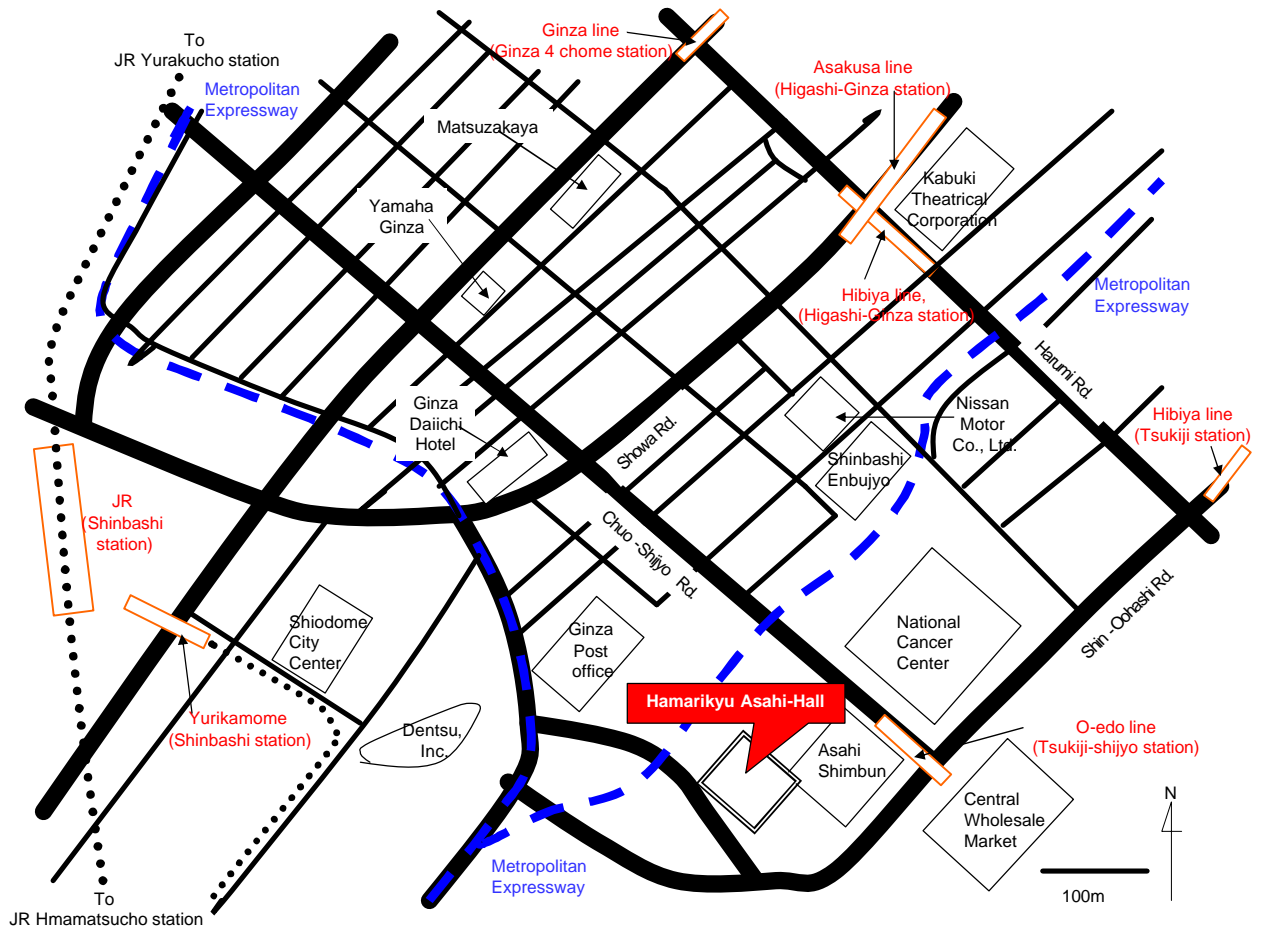 To
JR Yurakucho station
Metropolitan
Expressway
Ginza line
(Ginza 4 chome station)
Asakusa line
(Higashi-Ginza station)
Matsuzakaya
Yamaha
Ginza
Kabuki
Theatrical
Corporation
Hibiya line,
(Higashi-Ginza station)
Metropolitan
Expressway
Harumi Rd.
Ginza
Daiichi
Hotel
Showa Rd.
Nissan
Motor
Co., Ltd.
Hibiya line
(Tsukiji station)
Shinbashi
Enbujyo
JR
(Shinbashi
station)
Chuo -Shijyo Rd.
Shin -Oohashi Rd.
Shiodome
City
Center
Ginza
Post
office
National
Cancer
Center
Hamarikyu Asahi-Hall
Yurikamome
(Shinbashi station)
Dentsu,
Inc.
Asahi
Shimbun
O-edo line
(Tsukiji-shijyo station)
Central
Wholesale
Market
N
Metropolitan
Expressway
100m
To
JR Hmamatsucho station